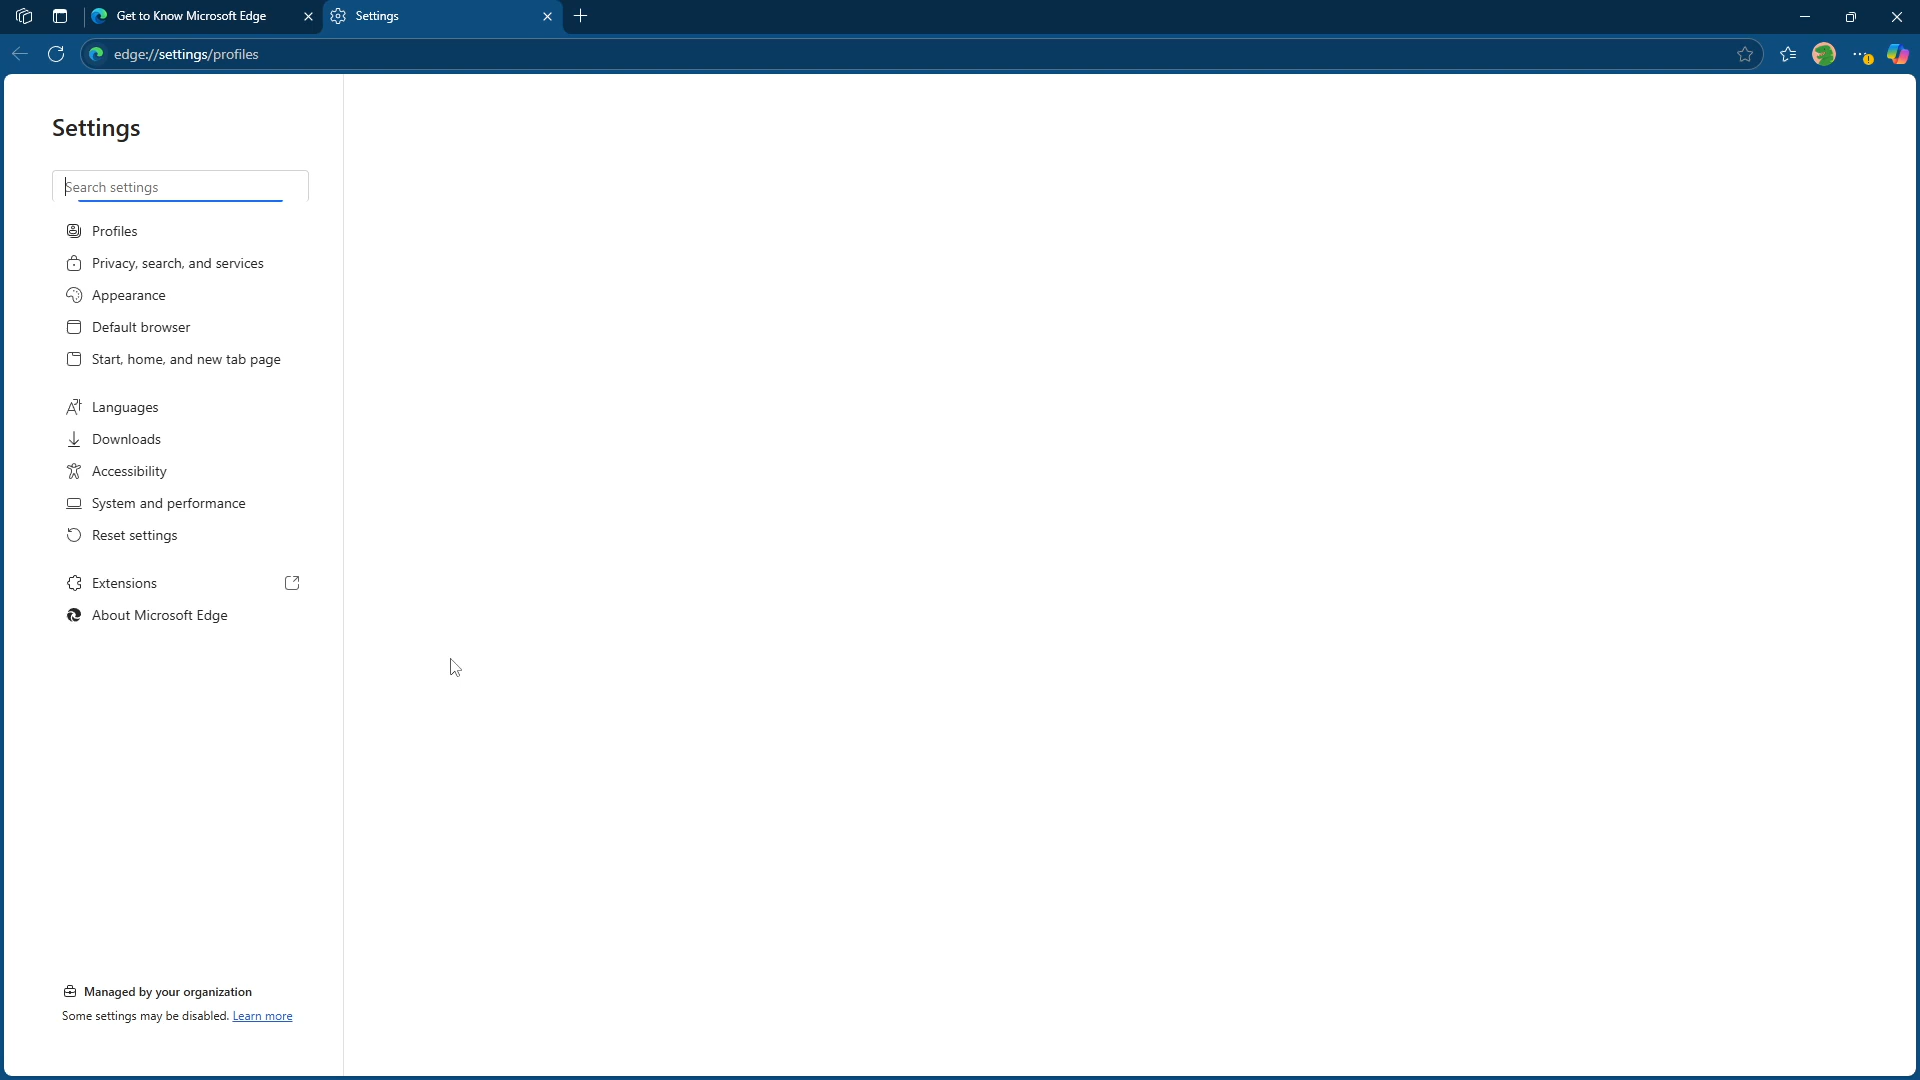 Get to Know Microsoft Edge
Settings
edge://settings/profiles
Settings
Search settings
Profiles
Privacy, search, and services
Appearance
Default browser
Start, home, and new tab page
Languages
Downloads
Accessibility
System and performance
Reset settings
Extensions
About Microsoft Edge
Managed by your organization
Some settings may be disabled. Learn more